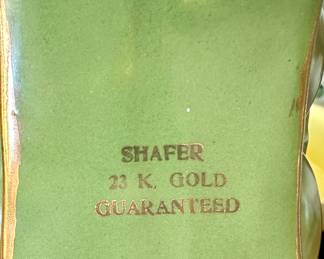 SHAFER
23 K. GOLD
GUARANTEED